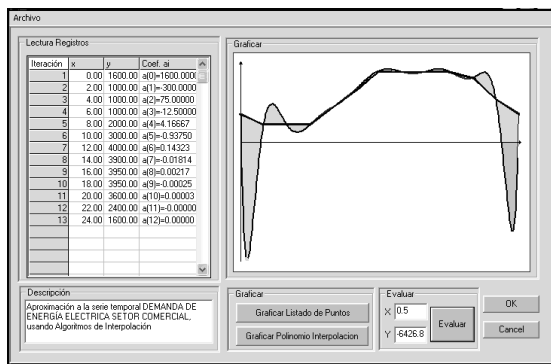 Archivo
Lectura Registros
Iteración x y Coef. ai
1 0.00 1600.00 a(0)=1600.0000
2 2.00 1000.00 a(1)=-300.0000
3 4.00 1000.00 a(2)=75.00000
4 6.00 1000.00 a(3)=-12.50000
5 8.00 2000.00 a(4)=4.16667
6 10.00 3000.00 a(5)=-0.93750
7 12.00 4000.00 a(6)=0.14323
8 14.00 3900.00 a(7)=-0.01814
9 16.00 3950.00 a(8)=0.00217
10 18.00 3950.00 a(9)=-0.00025
11 20.00 3600.00 a(10)=0.00003
12 22.00 2400.00 a(11)=-0.00000
13 24.00 1600.00 a(12)=0.00000
Graficar
Descripción
Aproximación a la serie temporal DEMANDA DE
ENERGÍA ELECTRICA SETOR COMERCIAL,
usando Algoritmos de Interpolación
Graficar
Graficar Listado de Puntos
Graficar Polinomio Interpolacion
Evaluar
X 0.5
Y -6426.8
Evaluar
OK
Cancel